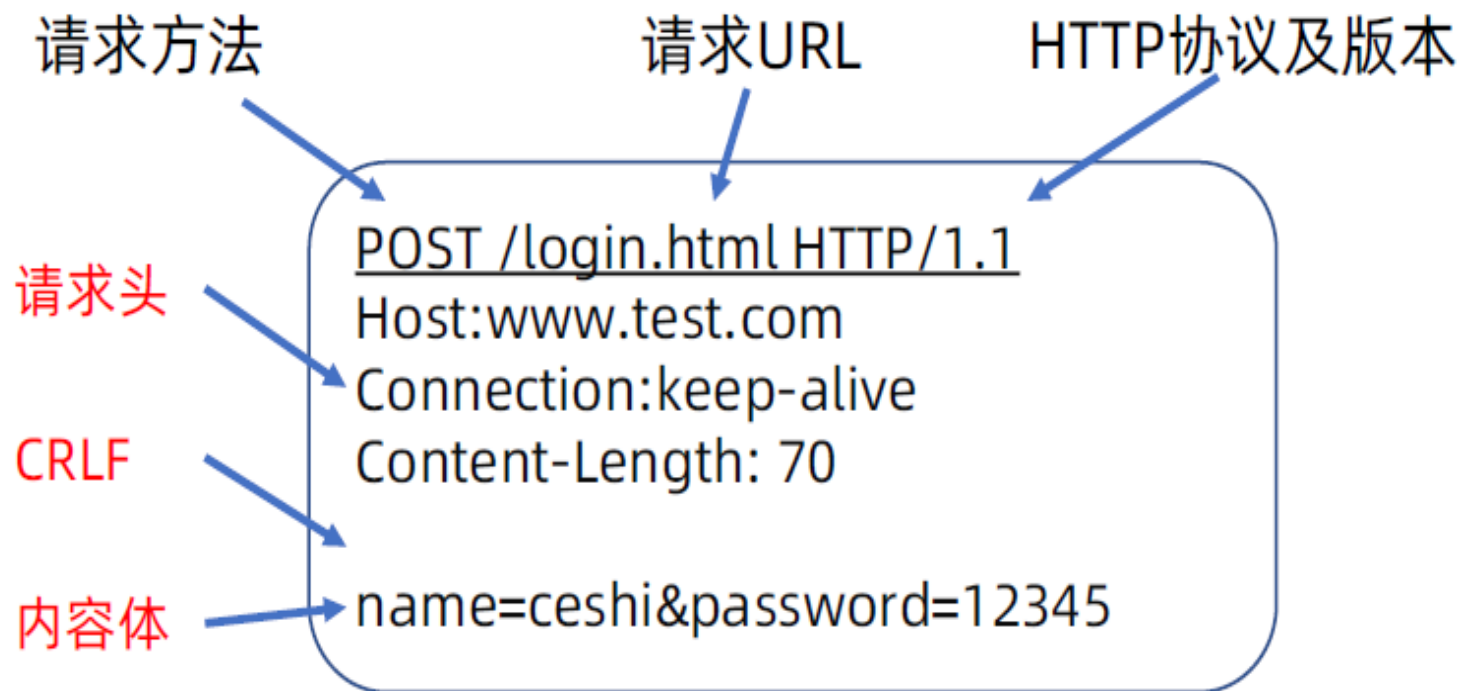 请求方法
请求URL
HTTP协议及版本
POST /login.html HTTP/1.1
请求头
Host:www.test.com
Connection:keep-alive
CRLF
Content-Length: 70
内容体
name=ceshi&password=12345